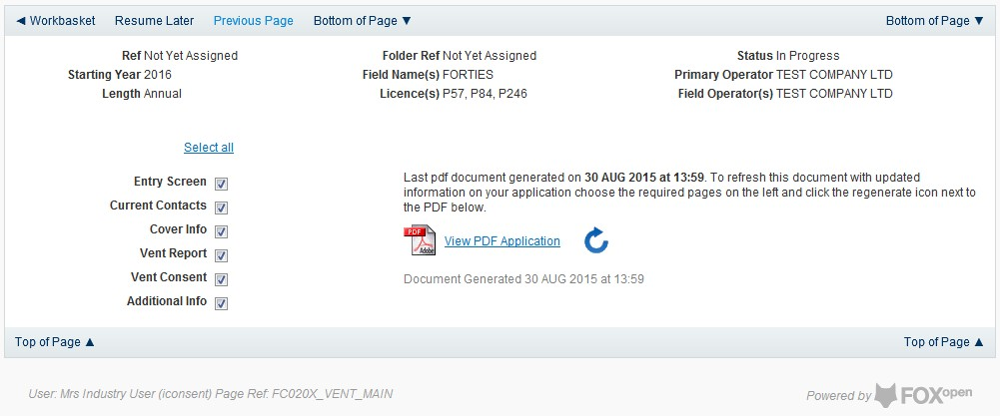 ◄ Workbasket Resume Later Previous Page Bottom of Page ▼ Bottom of Page ▼
Ref Not Yet Assigned Folder Ref Not Yet Assigned Status In Progress
Starting Year 2016 Field Name(s) FORTIES Primary Operator TEST COMPANY LTD
Length Annual Licence(s) P57, P84, P246 Field Operator(s) TEST COMPANY LTD
Select all
Entry Screen
Current Contacts
Cover Info
Vent Report
Vent Consent
Additional Info
Last pdf document generated on 30 AUG 2015 at 13:59. To refresh this document with updated
information on your application choose the required pages on the left and click the regenerate icon next to
the PDF below.
PDF
Adobe
View PDF Application
Document Generated 30 AUG 2015 at 13:59
Top of Page ▲ Top of Page ▲
User: Mrs Industry User (iconsent) Page Ref: FC020X_VENT_MAIN
Powered by FOXopen